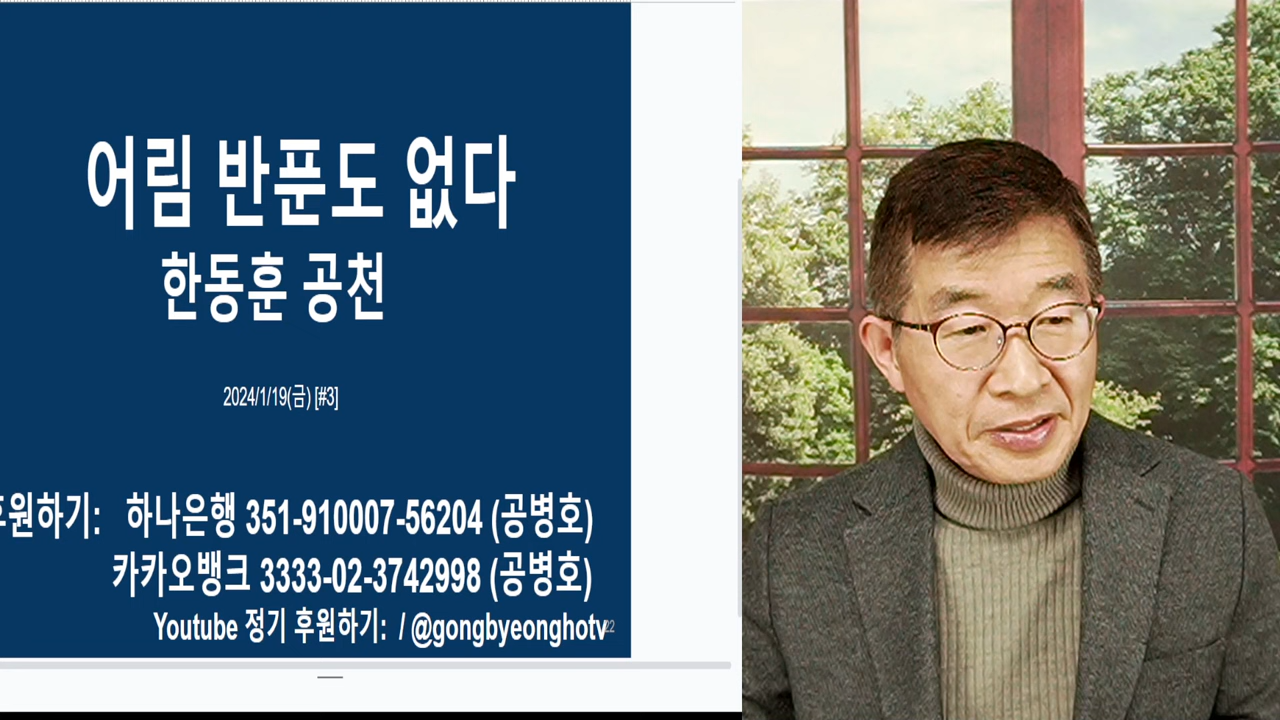 어림 반푼도 없다
한동훈 공천
2024/1/19(금) [#3]
후원하기: 하나은행 351-910007-56204 (공병호)
카카오뱅크 3333-02-3742998 (공병호)
Youtube 정기 후원하기: / @gongbyeonghotv
22